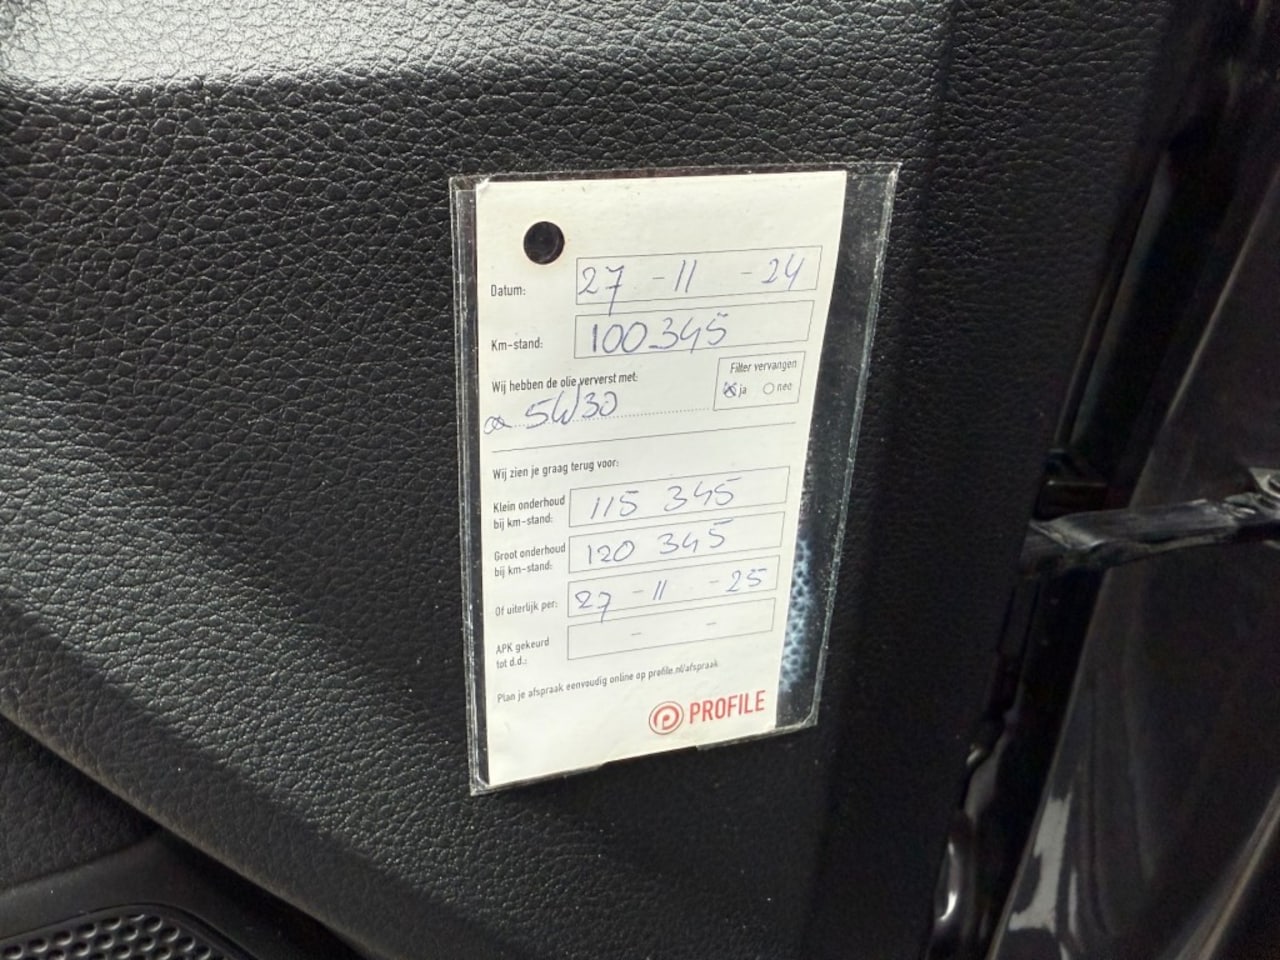 Datum: 27 - 11 - 24
Km-stand: 100.345
Wij hebben de olie ververst met:
Filter vervangen
ja nee
5W30
Wij zien je graag terug voor:
Klein onderhoud
bij km-stand: 115 345
Groot onderhoud
bij km-stand: 120 345
Of uiterlijk per: 27 - 11 - 25
APK gekeurd
tot d.d.: - -
Plan je afspraak eenvoudig online op profile.nl/afspraak
PROFILE